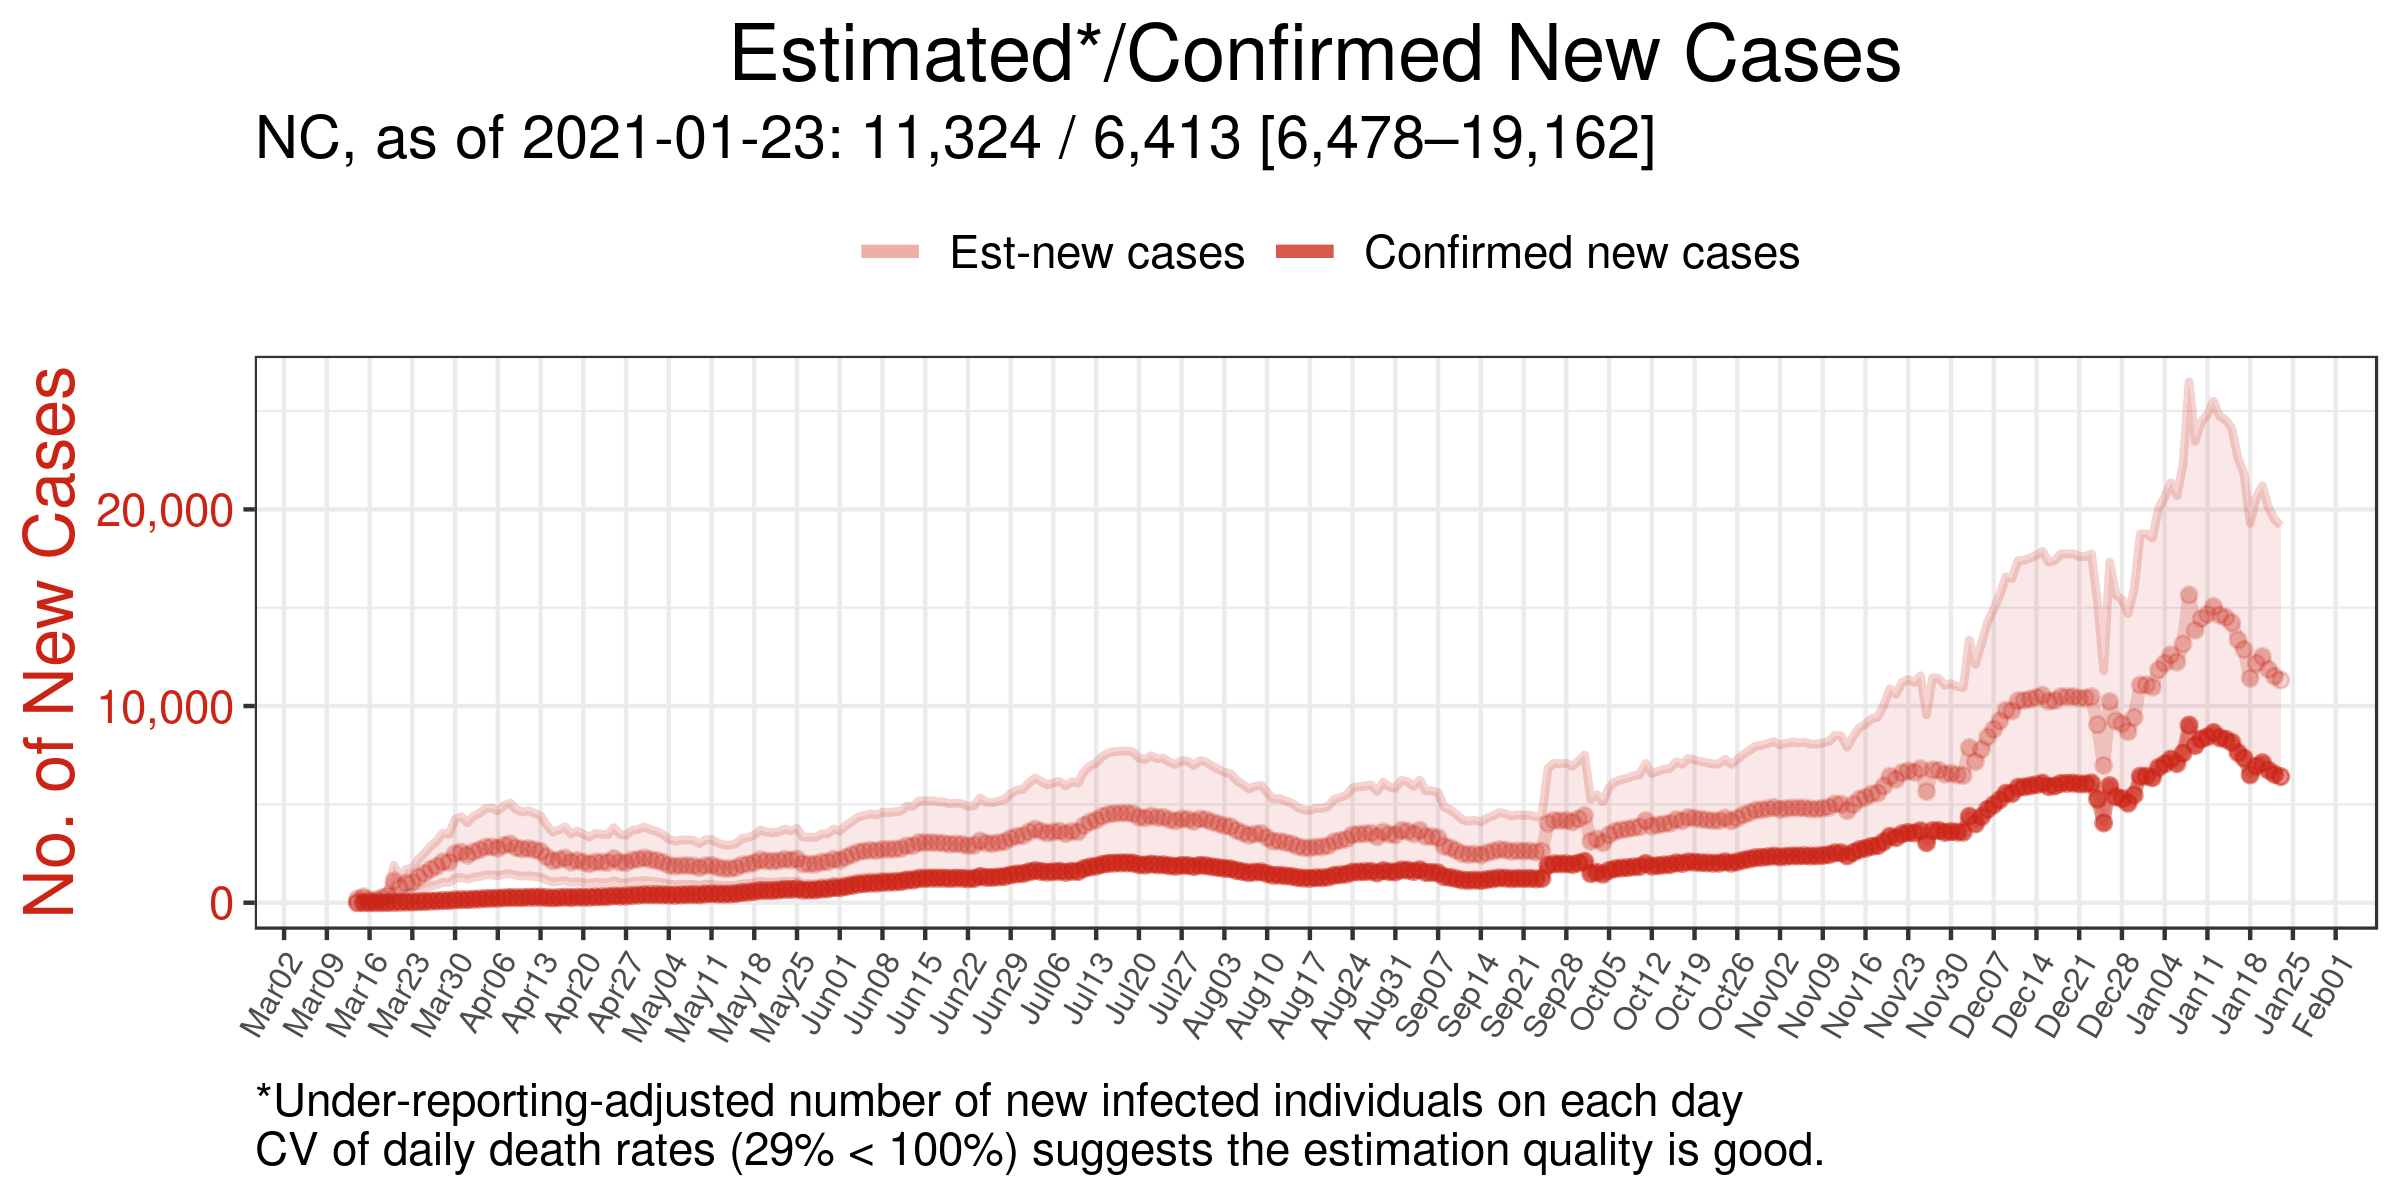 Estimated*/Confirmed New Cases
NC, as of 2021-01-23: 11,324 / 6,413 [6,478–19,162]
Est-new cases Confirmed new cases
No. of New Cases
20,000
10,000
0
Mar02 Mar09 Mar16 Mar23 Mar30 Apr06 Apr13 Apr20 Apr27 May04 May11 May18 May25 Jun01 Jun08 Jun15 Jun22 Jun29 Jul06 Jul13 Jul20 Jul27 Aug03 Aug10 Aug17 Aug24 Aug31 Sep07 Sep14 Sep21 Sep28 Oct05 Oct12 Oct19 Oct26 Nov02 Nov09 Nov16 Nov23 Nov30 Dec07 Dec14 Dec21 Dec28 Jan04 Jan11 Jan18 Jan25 Feb01
*Under-reporting-adjusted number of new infected individuals on each day
CV of daily death rates (29% < 100%) suggests the estimation quality is good.